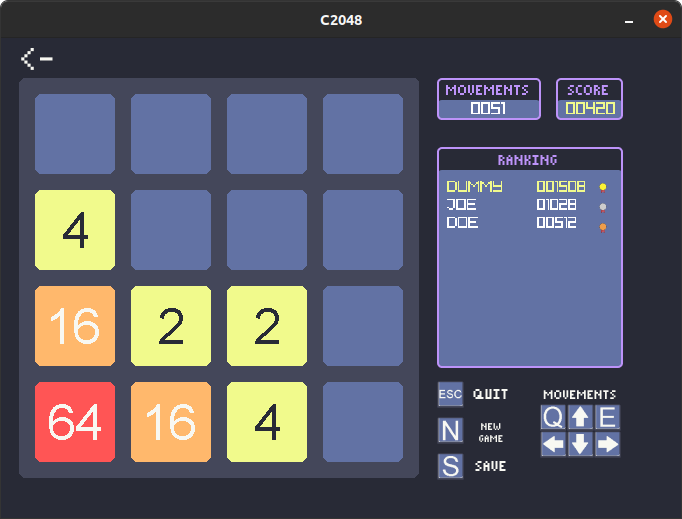 C2048
MOVEMENTS SCORE
0051 00420
RANKING
DUMMY 001508
JOE 01028
DOE 00512
4
16 2 2
64 16 4
ESC QUIT
N NEW GAME
S SAVE
MOVEMENTS
Q E